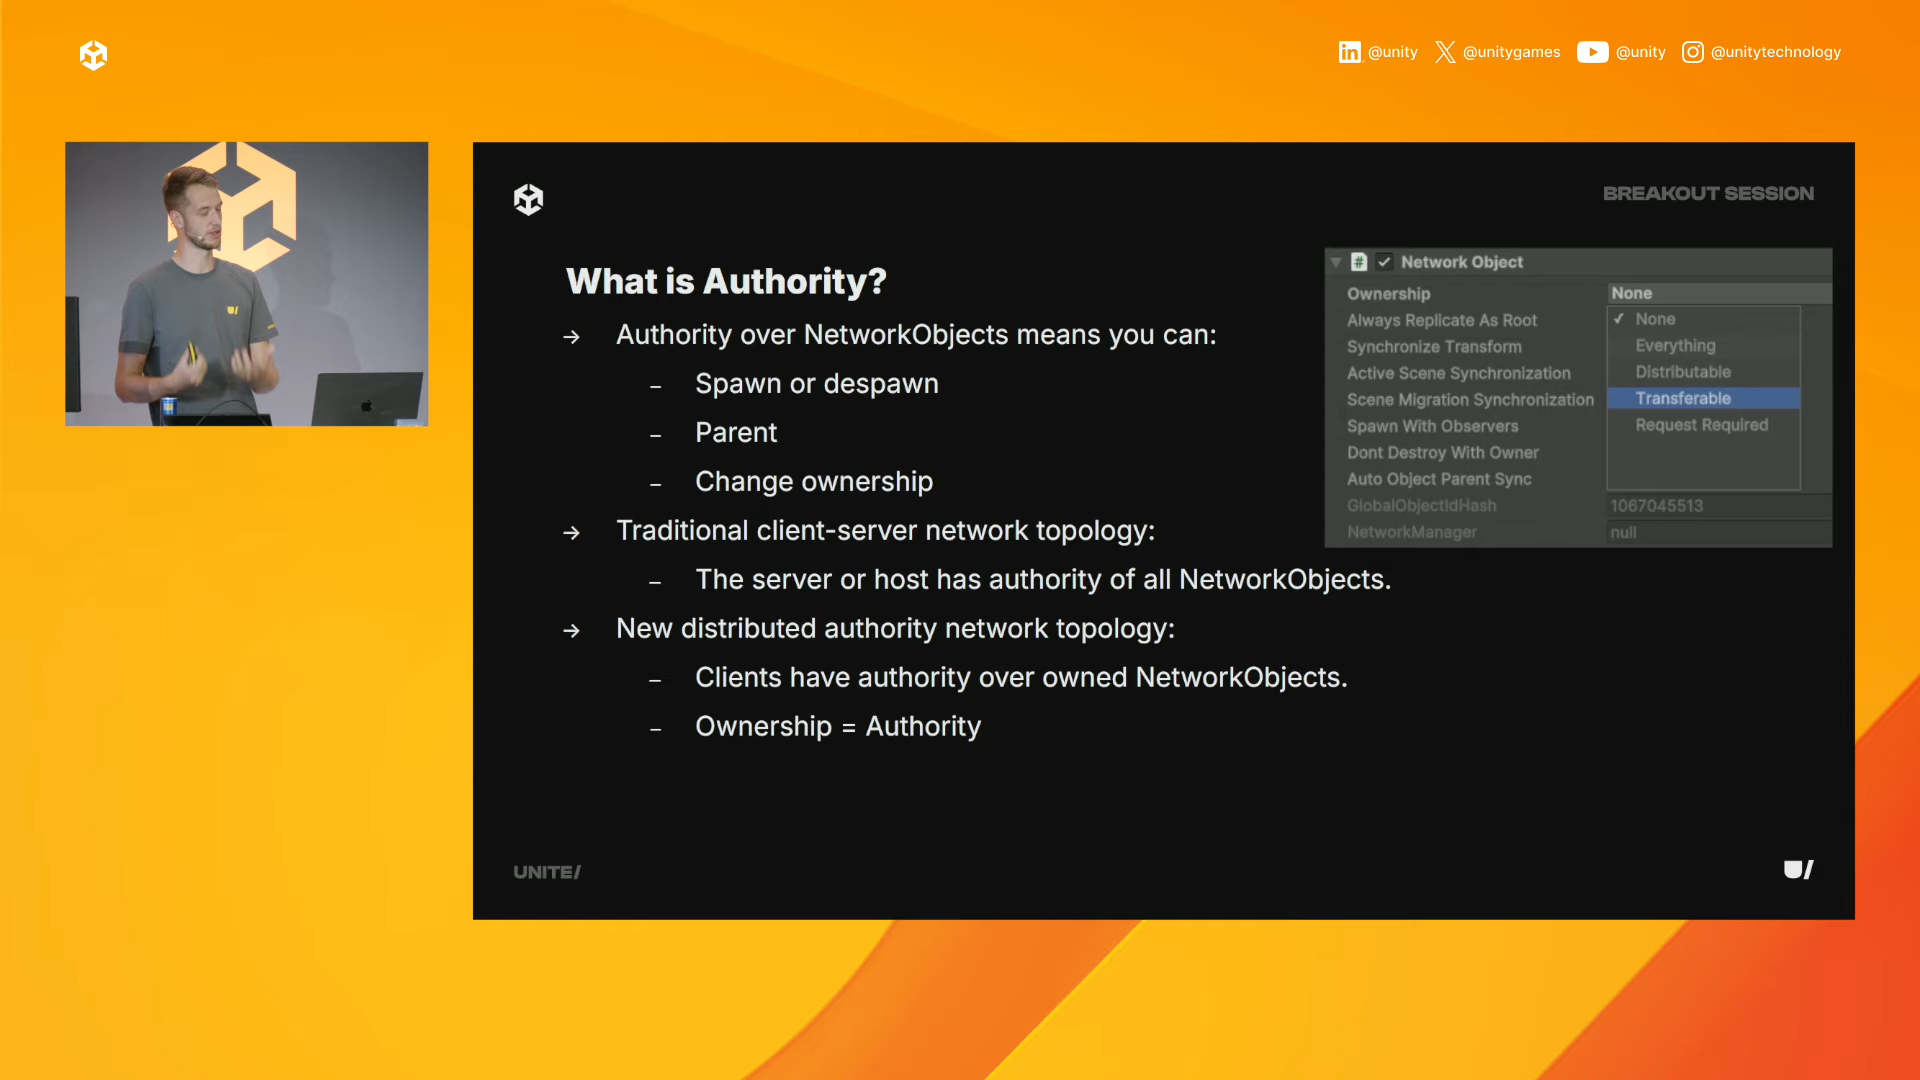 @unity @unitygames @unity @unitytechnology
BREAKOUT SESSION
What is Authority?
→ Authority over NetworkObjects means you can:
– Spawn or despawn
– Parent
– Change ownership
→ Traditional client-server network topology:
– The server or host has authority of all NetworkObjects.
→ New distributed authority network topology:
– Clients have authority over owned NetworkObjects.
– Ownership = Authority
Network Object
Ownership None
Always Replicate As Root ✓ None
Synchronize Transform Everything
Active Scene Synchronization Distributable
Scene Migration Synchronization Transferable
Spawn With Observers Request Required
Dont Destroy With Owner
Auto Object Parent Sync
GlobalObjectIdHash 1067045513
NetworkManager null
UNITE/
U/